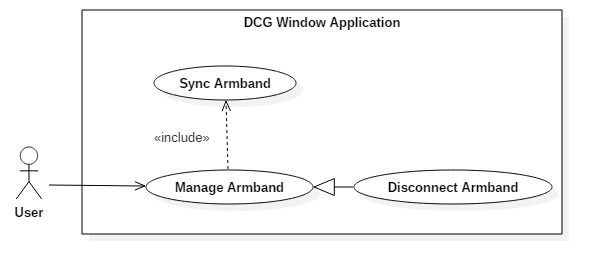 DCG Window Application
Sync Armband
«include»
Manage Armband
Disconnect Armband
User